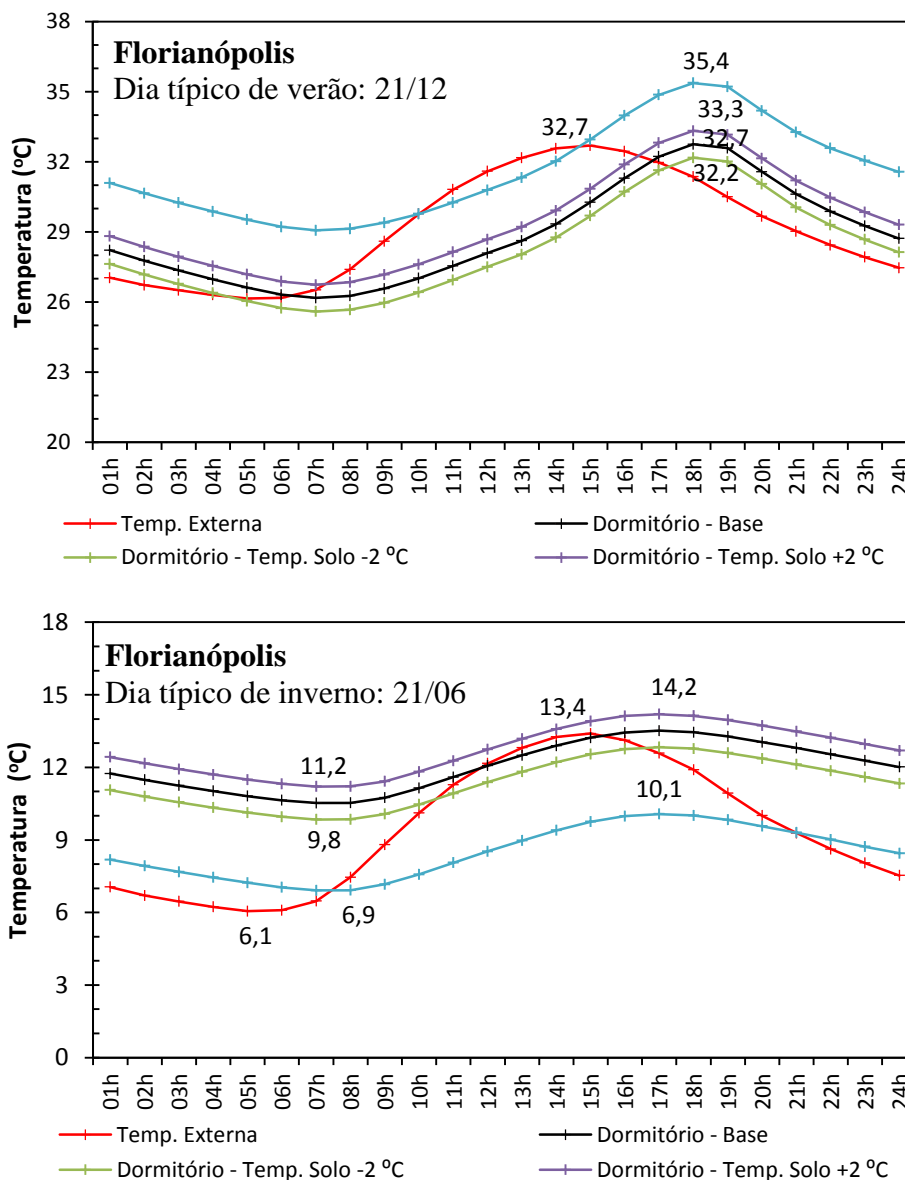 38
35
32
29
26
23
20
Temperatura (ºC)
Florianópolis
Dia típico de verão: 21/12
35,4
33,3
32,7
32,7
32,2
01h 02h 03h 04h 05h 06h 07h 08h 09h 10h 11h 12h 13h 14h 15h 16h 17h 18h 19h 20h 21h 22h 23h 24h
Temp. Externa
Dormitório - Base
Dormitório - Temp. Solo -2 ºC
Dormitório - Temp. Solo +2 ºC
18
15
12
9
6
3
0
Temperatura (ºC)
Florianópolis
Dia típico de inverno: 21/06
13,4
14,2
11,2
9,8
10,1
6,1
6,9
01h 02h 03h 04h 05h 06h 07h 08h 09h 10h 11h 12h 13h 14h 15h 16h 17h 18h 19h 20h 21h 22h 23h 24h
Temp. Externa
Dormitório - Base
Dormitório - Temp. Solo -2 ºC
Dormitório - Temp. Solo +2 ºC